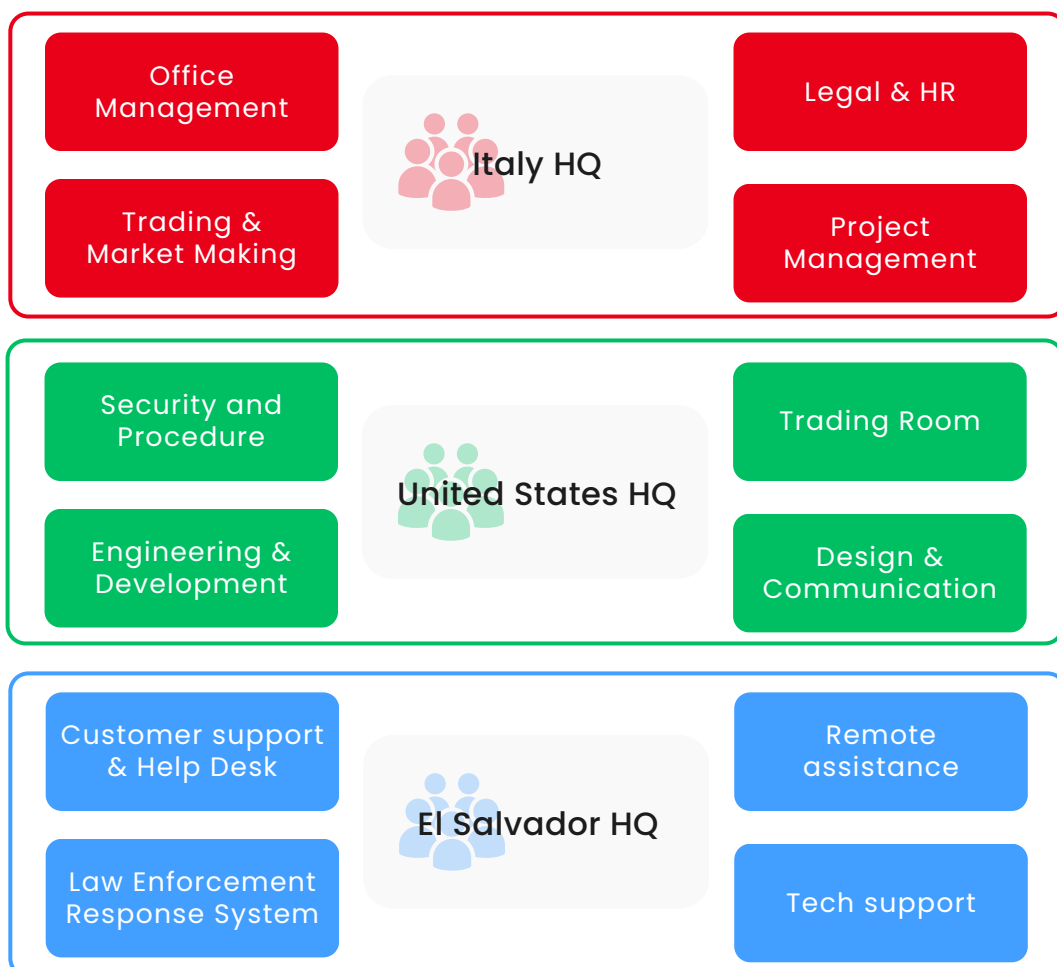 Office
Management
Italy HQ
Legal & HR
Trading &
Market Making
Project
Management
Security and
Procedure
United States HQ
Trading Room
Engineering &
Development
Design &
Communication
Customer support
& Help Desk
El Salvador HQ
Remote
assistance
Law Enforcement
Response System
Tech support